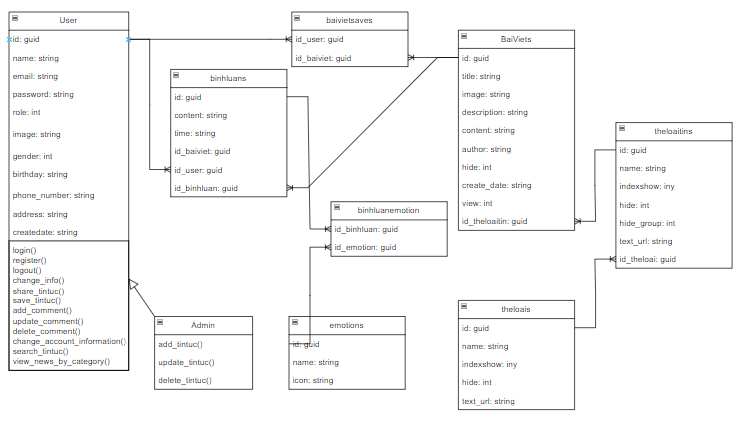 User
id: guid
name: string
email: string
password: string
role: int
image: string
gender: int
birthday: string
phone_number: string
address: string
createdate: string
login()
register()
logout()
change_info()
share_tintuc()
save_tintuc()
add_comment()
update_comment()
delete_comment()
change_account_information()
search_tintuc()
view_news_by_category()
baivietsaves
id_user: guid
id_baiviet: guid
binhluans
id: guid
content: string
time: string
id_baiviet: guid
id_user: guid
id_binhluan: guid
BaiViets
id: guid
title: string
image: string
description: string
content: string
author: string
hide: int
create_date: string
view: int
id_theloaitin: guid
theloaitins
id: guid
name: string
indexshow: iny
hide: int
hide_group: int
text_url: string
id_theloai: guid
binhluanemotion
id_binhluan: guid
id_emotion: guid
Admin
add_tintuc()
update_tintuc()
delete_tintuc()
emotions
id: guid
name: string
icon: string
theloais
id: guid
name: string
indexshow: iny
hide: int
text_url: string